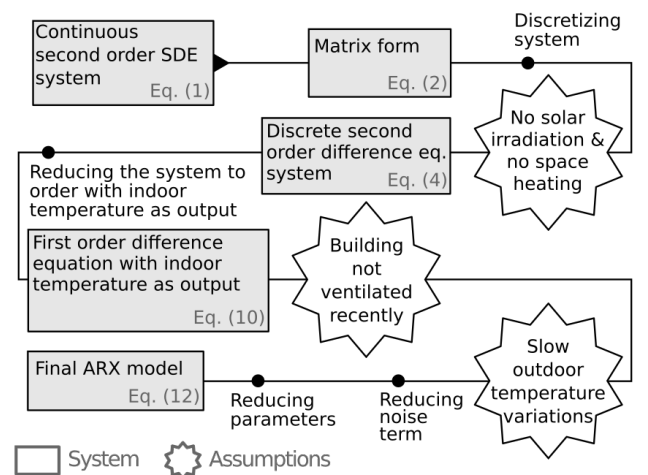 Continuous
second order SDE
system
Eq. (1)
Matrix form
Eq. (2)
Discretizing
system
No solar
irradiation &
no space
heating
Discrete second
order difference eq.
system
Eq. (4)
Reducing the system to
order with indoor
temperature as output
First order difference
equation with indoor
temperature as output
Eq. (10)
Building
not
ventilated
recently
Slow
outdoor
temperature
variations
Reducing
noise
term
Reducing
parameters
Final ARX model
Eq. (12)
System
Assumptions